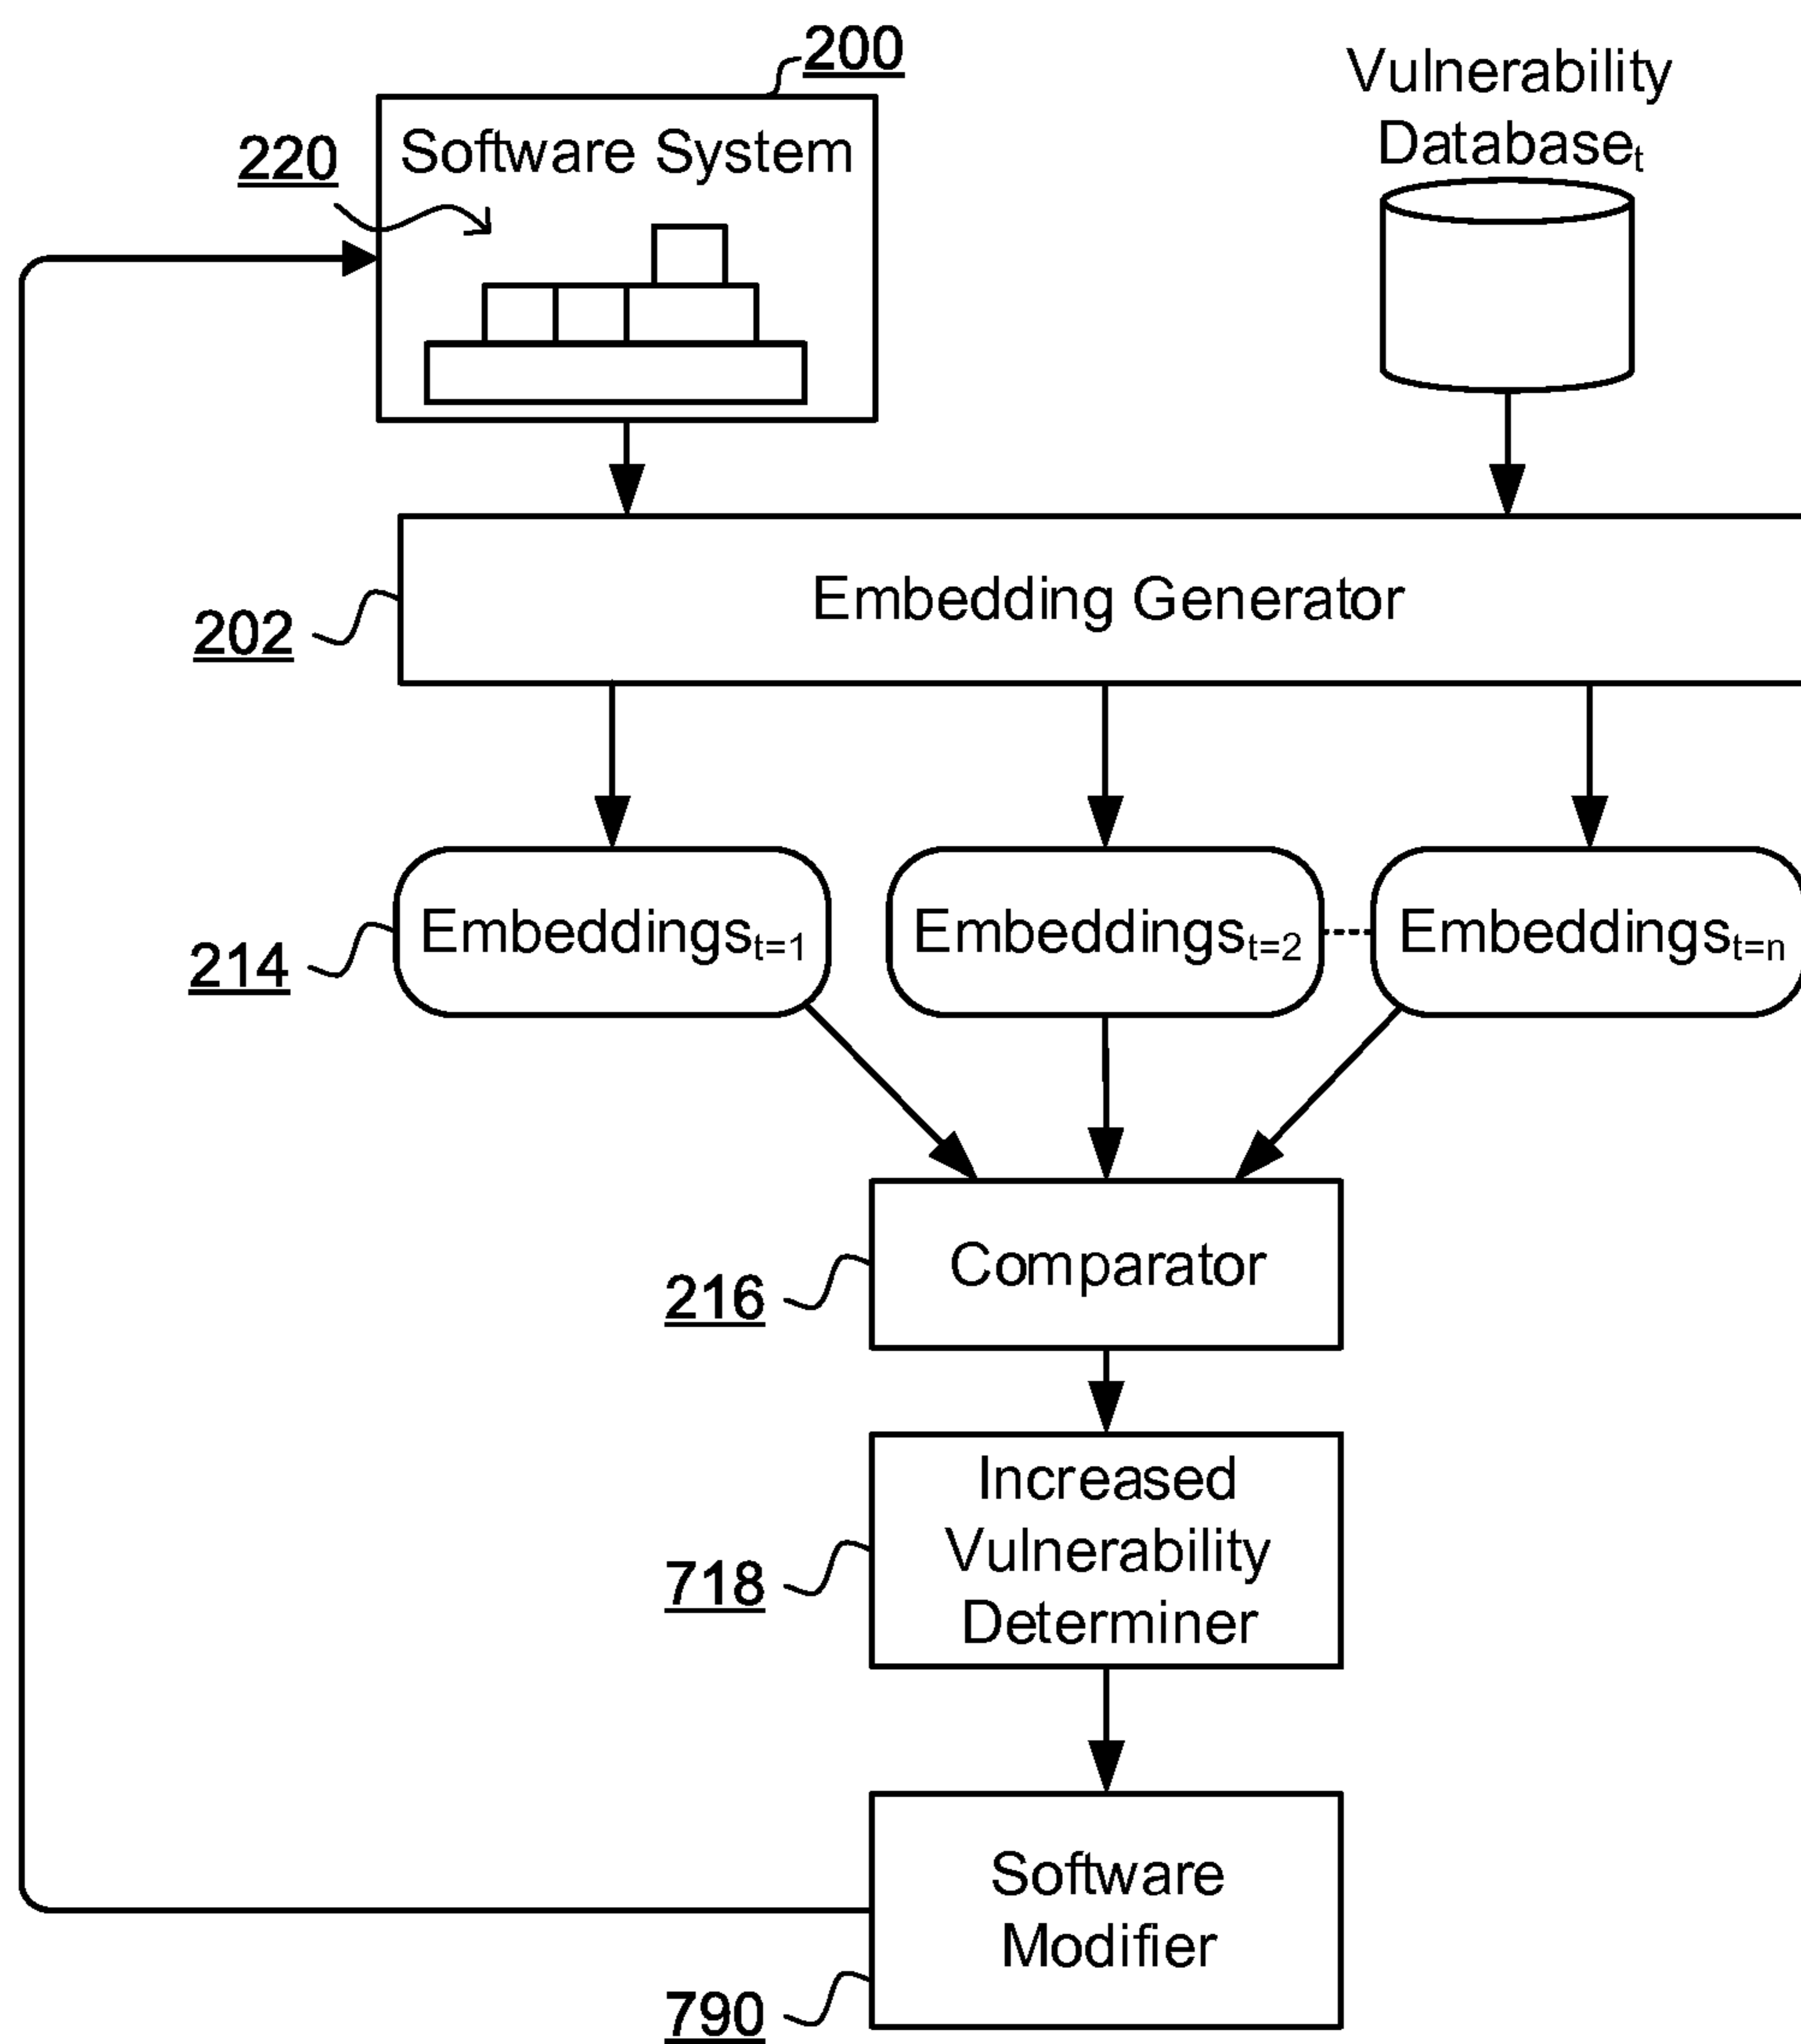 200
Vulnerability
Databaseₜ
Software System
220
Embedding Generator
202
Embeddingsₜ₌₁
Embeddingsₜ₌₂
Embeddingsₜ₌ₙ
214
Comparator
216
Increased
Vulnerability
Determiner
718
Software
Modifier
790